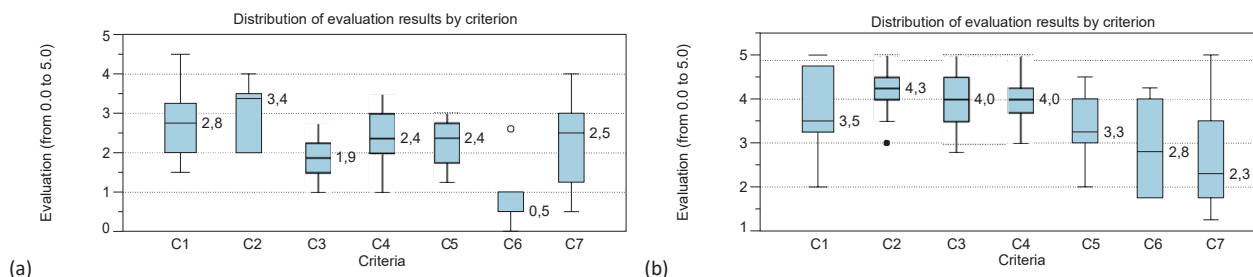 Distribution of evaluation results by criterion
Evaluation (from 0.0 to 5.0)
5
4
3
2
1
0
2,8
3,4
1,9
2,4
2,4
0,5
2,5
C1 C2 C3 C4 C5 C6 C7
Criteria
(a)
Distribution of evaluation results by criterion
Evaluation (from 0.0 to 5.0)
5
4
3
2
1
3,5
4,3
4,0
4,0
3,3
2,8
2,3
C1 C2 C3 C4 C5 C6 C7
Criteria
(b)